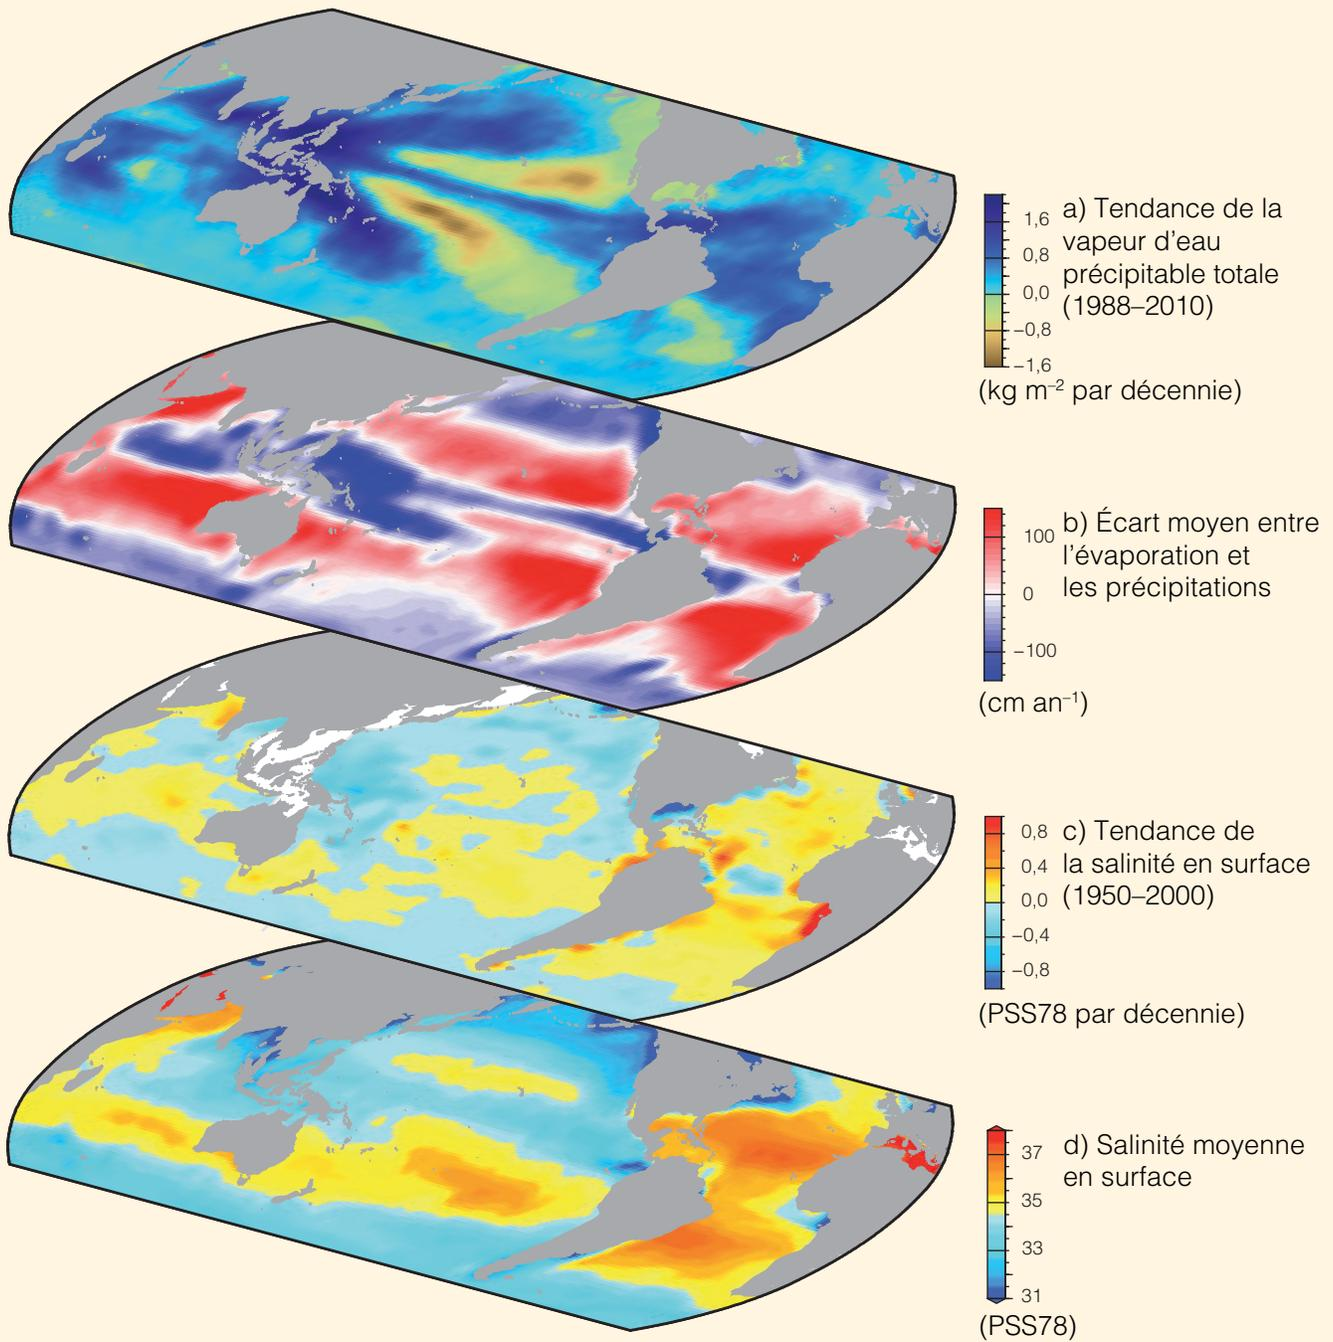 1,6
0,8
0,0
−0,8
−1,6
(kg m⁻² par décennie)
a) Tendance de la
vapeur d’eau
précipitable totale
(1988–2010)
100
0
−100
(cm an⁻¹)
b) Écart moyen entre
l’évaporation et
les précipitations
0,8
0,4
0,0
−0,4
−0,8
(PSS78 par décennie)
c) Tendance de
la salinité en surface
(1950–2000)
37
35
33
31
(PSS78)
d) Salinité moyenne
en surface